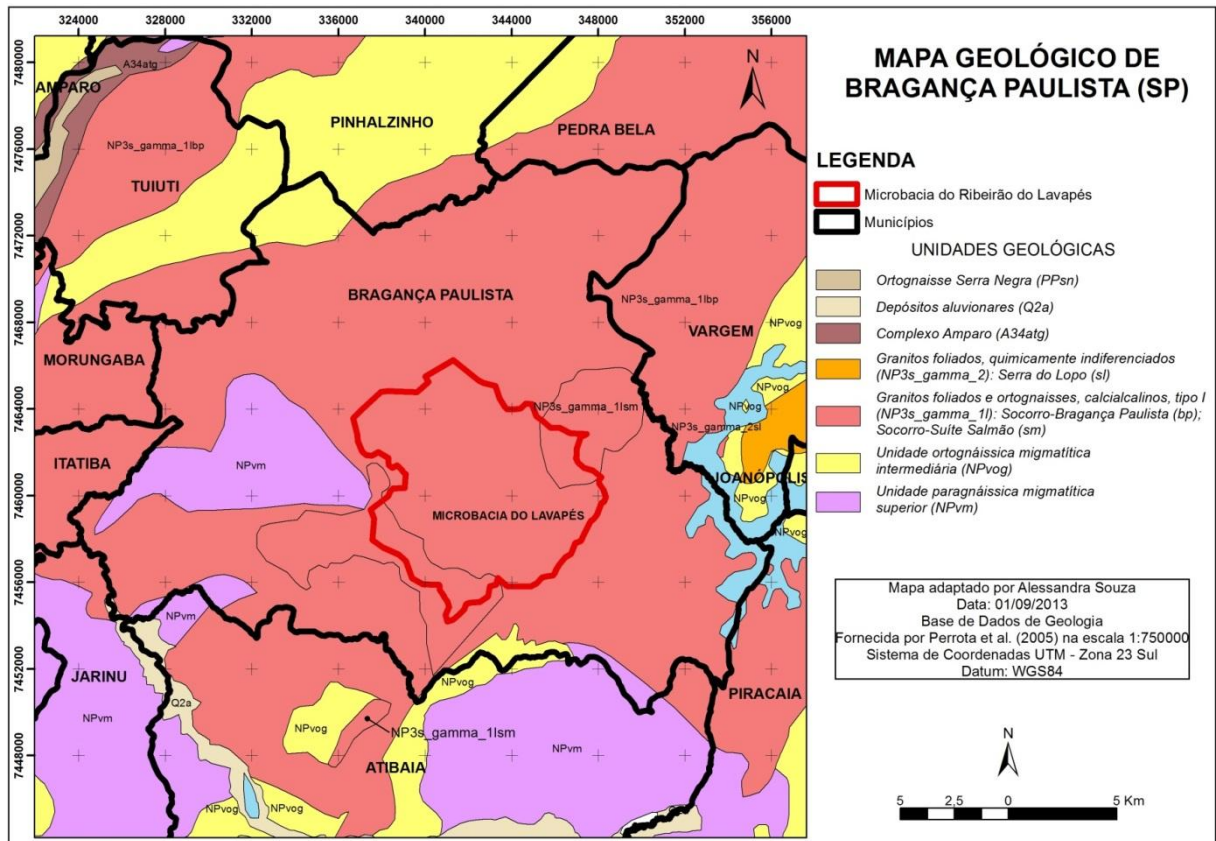 MAPA GEOLÓGICO DE
BRAGANÇA PAULISTA (SP)
LEGENDA
Microbacia do Ribeirão do Lavapés
Municípios
UNIDADES GEOLÓGICAS
Ortognaisse Serra Negra (PPsn)
Depósitos aluvionares (Q2a)
Complexo Amparo (A34atg)
Granitos foliados, quimicamente indiferenciados
(NP3s_gamma_2): Serra do Lopo (sl)
Granitos foliados e ortognaisses, calcialcalinos, tipo I
(NP3s_gamma_1I): Socorro-Bragança Paulista (bp);
Socorro-Suíte Salmão (sm)
Unidade ortognáissica migmatítica
intermediária (NPvog)
Unidade paragnáissica migmatítica
superior (NPvm)
Mapa adaptado por Alessandra Souza
Data: 01/09/2013
Base de Dados de Geologia
Fornecida por Perrota et al. (2005) na escala 1:750000
Sistema de Coordenadas UTM - Zona 23 Sul
Datum: WGS84
N
5 2,5 0 5 Km
324000 328000 332000 336000 340000 344000 348000 352000 356000
7480000
7476000
7472000
7468000
7464000
7460000
7456000
7452000
7448000
N
A34atg
AMPARO
PINHALZINHO
PEDRA BELA
NP3s_gamma_1Ibp
TUIUTI
BRAGANÇA PAULISTA
NP3s_gamma_1Ibp
VARGEM
NPvog
MORUNGABA
NPvog
NP3s_gamma_1Ism
NPvog
NP3s_gamma_2sl
ITATIBA
NPvm
JOANÓPOLIS
NPvog
MICROBACIA DO LAVAPÉS
NPvog
NPvm
JARINU
NPvm
NPvog
PIRACAIA
Q2a
NPvog
NP3s_gamma_1Ism
NPvm
ATIBAIA
NPvog NPvog